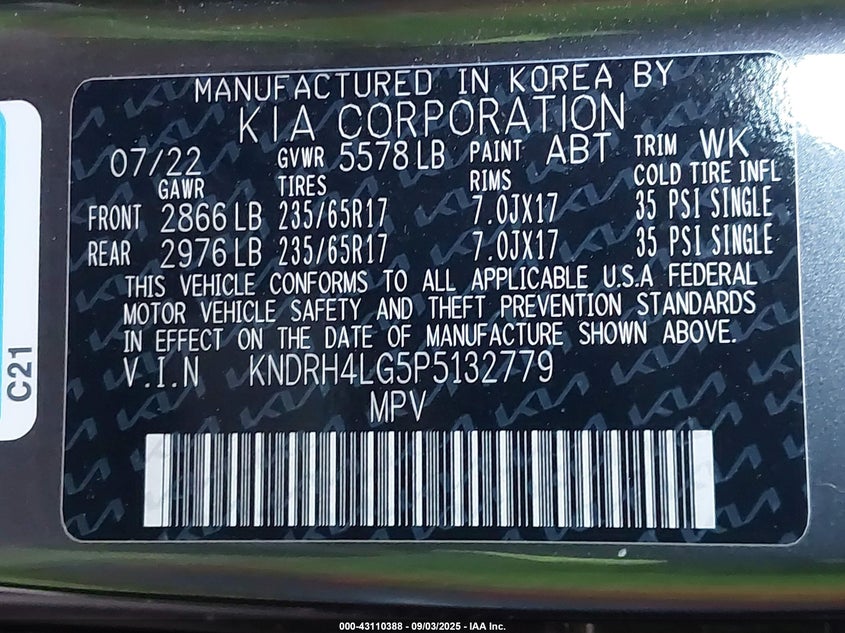 MANUFACTURED IN KOREA BY
KIA CORPORATION
07/22 GVWR 5578 LB PAINT ABT TRIM WK
GAWR TIRES RIMS COLD TIRE INFL
FRONT 2866 LB 235/65R17 7.0JX17 35 PSI SINGLE
REAR 2976 LB 235/65R17 7.0JX17 35 PSI SINGLE
THIS VEHICLE CONFORMS TO ALL APPLICABLE U.S.A FEDERAL
MOTOR VEHICLE SAFETY AND THEFT PREVENTION STANDARDS
IN EFFECT ON THE DATE OF MANUFACTURE SHOWN ABOVE.
V.I.N KNDRH4LG5P5132779
MPV
C21
000-43110388 - 09/03/2025 - IAA Inc.